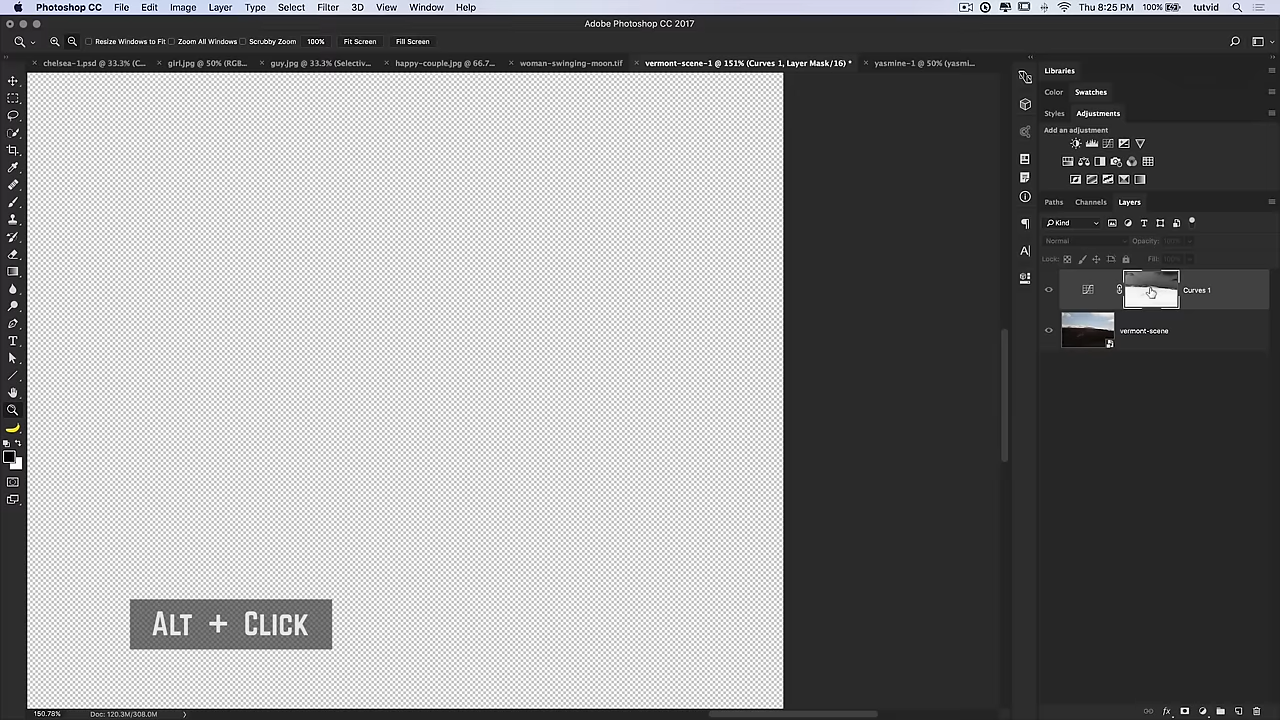 Photoshop CC File Edit Image Layer Type Select Filter 3D View Window Help Thu 8:25 PM 100% tutvid
Adobe Photoshop CC 2017
Resize Windows to Fit Scrubby Zoom Zoom All Windows 100% Fit Screen Fill Screen
chelsea-1.psd @ 33.3% (C... girl.jpg @ 50% (RGB... guy.jpg @ 33.3% (Selectiv... happy-couple.jpg @ 66.7... woman-swinging-moon.tif vermont-scene-1 @ 151% (Curves 1, Layer Mask/16) * yasmine-1 @ 50% (yasmi...
Libraries
Color Swatches
Styles Adjustments
Add an adjustment
Paths Channels Layers
Kind
Normal Opacity: 100%
Lock: Fill: 100%
Curves 1
vermont-scene
Alt + Click
150.78% Doc: 120.3M/308.0M